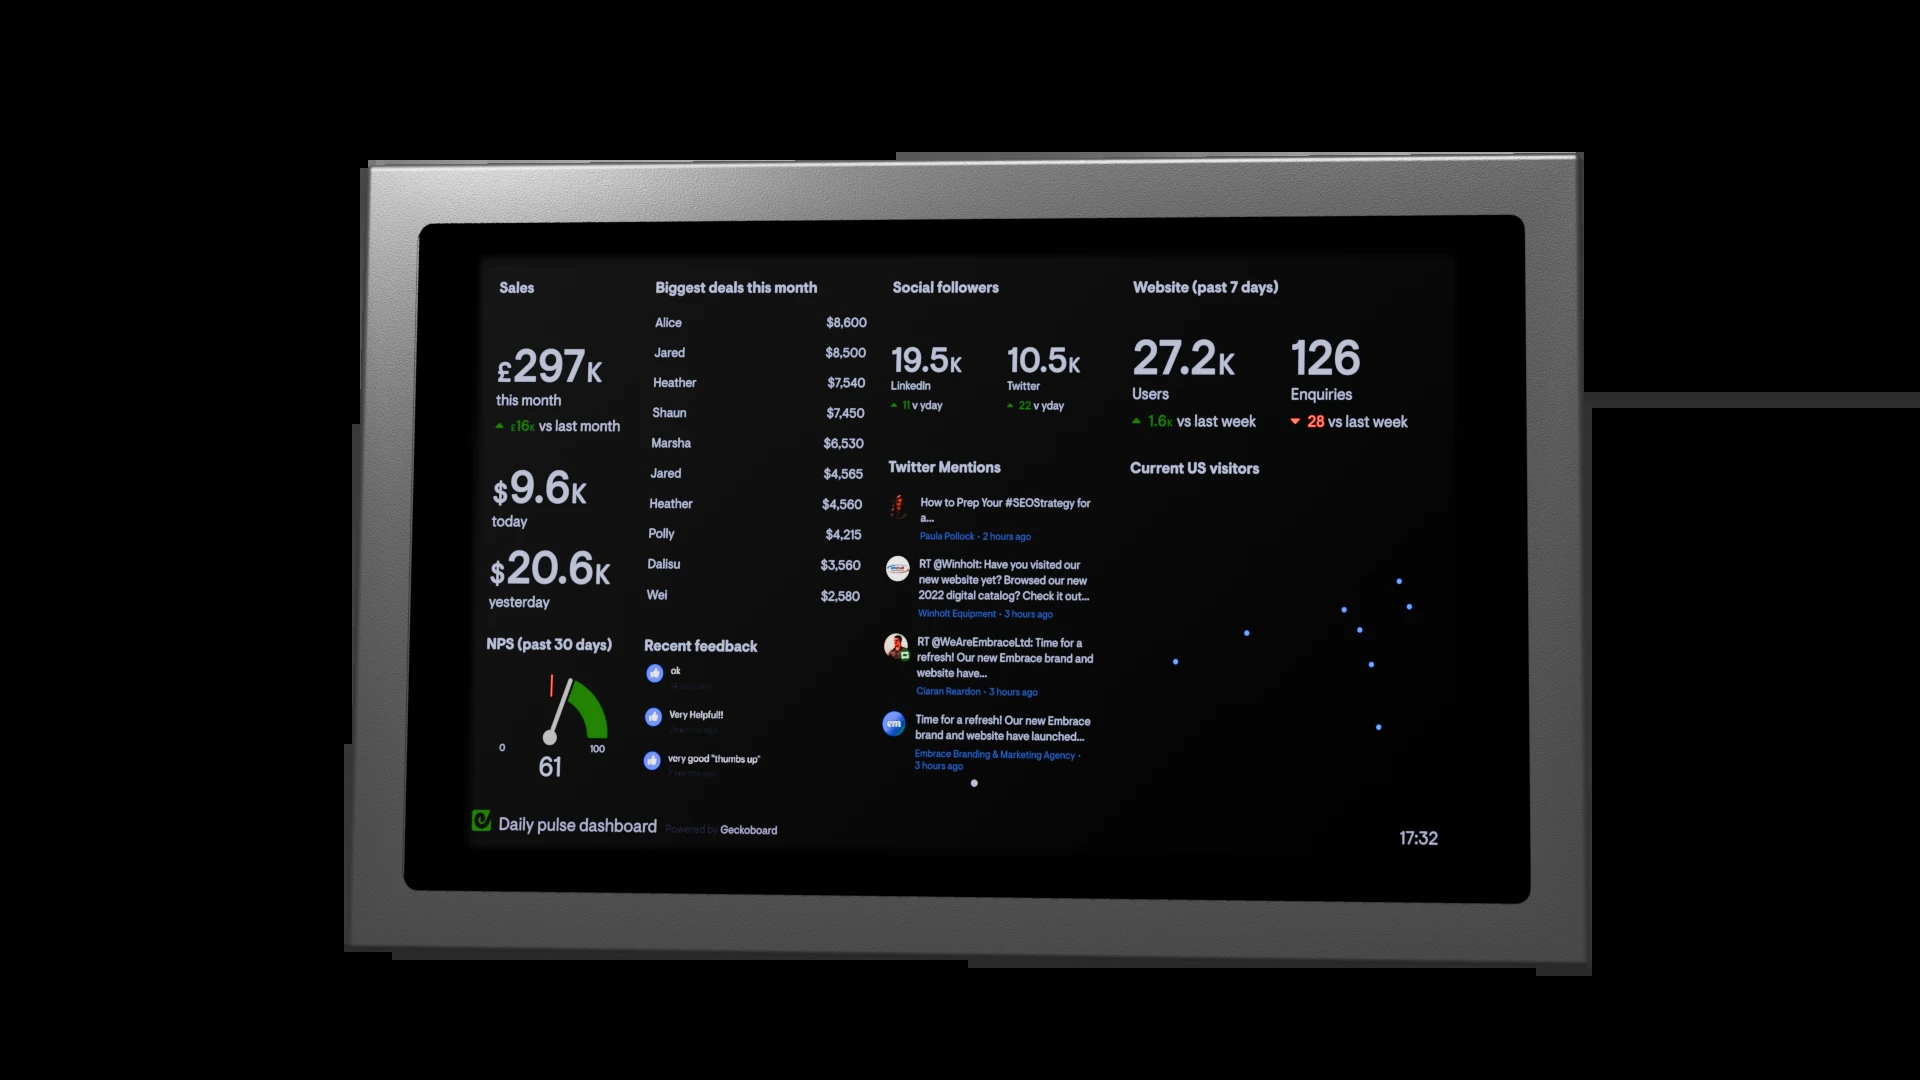 Sales
£297K
this month
£16K vs last month
$9.6K
today
$20.6K
yesterday
NPS (past 30 days)
0
100
61
Biggest deals this month
Alice $8,600
Jared $8,500
Heather $7,540
Shaun $7,450
Marsha $6,530
Jared $4,565
Heather $4,560
Polly $4,215
Dalisu $3,560
Wei $2,580
Recent feedback
ok
Very Helpful!!
very good "thumbs up"
Social followers
19.5K
LinkedIn
11 v yday
10.5K
Twitter
22 v yday
Twitter Mentions
How to Prep Your #SEOStrategy for
a...
Paula Pollock • 2 hours ago
RT @Winholt: Have you visited our
new website yet? Browsed our new
2022 digital catalog? Check it out...
Winholt Equipment • 3 hours ago
RT @WeAreEmbraceLtd: Time for a
refresh! Our new Embrace brand and
website have...
Ciaran Reardon • 3 hours ago
em
Time for a refresh! Our new Embrace
brand and website have launched...
Embrace Branding & Marketing Agency •
3 hours ago
Website (past 7 days)
27.2K
Users
1.6K vs last week
126
Enquiries
28 vs last week
Current US visitors
Daily pulse dashboard Powered by Geckoboard
17:32